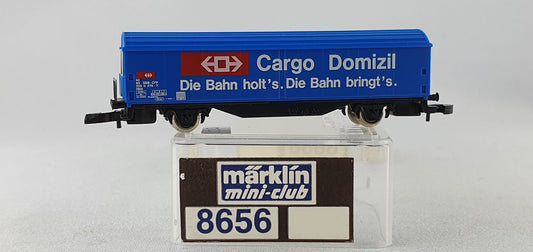 Cargo Domizil
Die Bahn holt's. Die Bahn bringt's.
märklin
mini-club
8656